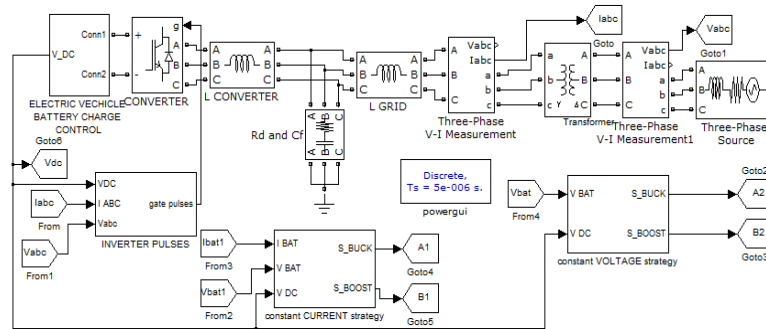 g
Vabc
Iabc
Goto
Vabc
Goto1
V_DC
Conn1
Conn2
+
-
A
B
C
A
B
C
A
B
C
A
B
C
A
B
C
A
B
C
Vabc
Iabc
a
b
c
a
b
c
Y
Δ
A
B
C
A
B
C
Vabc
Iabc
a
b
c
A
B
C
ELECTRIC VECHICLE
BATTERY CHARGE
CONTROL
CONVERTER
L CONVERTER
L GRID
Three-Phase
V-I Measurement
Transformer
Three-Phase
V-I Measurement1
Three-Phase
Source
Rd and Cf
A B C
A B C
Goto6
Vdc
Iabc
From
Vabc
From1
VDC
I ABC
Vabc
gate pulses
INVERTER PULSES
Discrete,
Ts = 5e-006 s.
powergui
Vbat
From4
V BAT
V DC
S_BUCK
S_BOOST
constant VOLTAGE strategy
Goto2
A2
B2
Goto3
Ibat1
From3
Vbat1
From2
I BAT
V BAT
V DC
S_BUCK
S_BOOST
constant CURRENT strategy
A1
Goto4
B1
Goto5